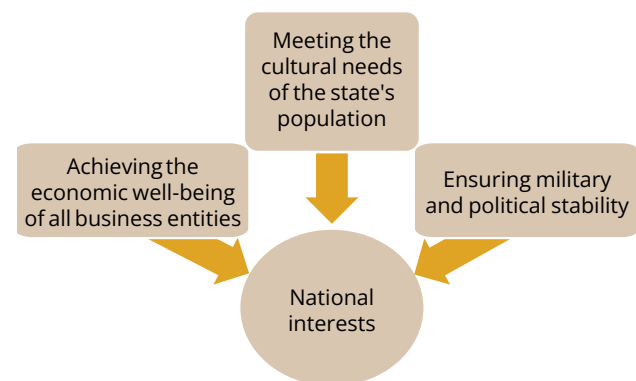 Meeting the
cultural needs
of the state's
population
Achieving the
economic well-being
of all business entities
Ensuring military
and political stability
National
interests